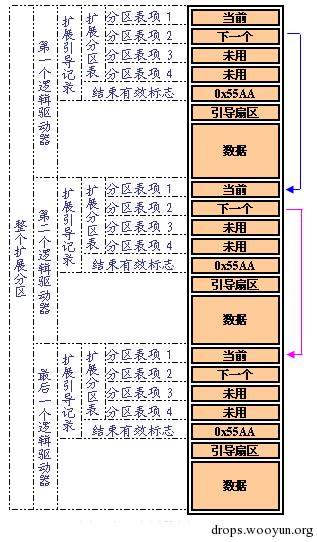 整个扩展分区
第一个逻辑驱动器
扩展引导记录
扩展分区表
分区表项 1
当前
分区表项 2
下一个
分区表项 3
未用
分区表项 4
未用
结束有效标志
0x55AA
引导扇区
数据
第二个逻辑驱动器
扩展引导记录
扩展分区表
分区表项 1
当前
分区表项 2
下一个
分区表项 3
未用
分区表项 4
未用
结束有效标志
0x55AA
引导扇区
数据
最后一个逻辑驱动器
扩展引导记录
扩展分区表
分区表项 1
当前
分区表项 2
下一个
分区表项 3
未用
分区表项 4
未用
结束有效标志
0x55AA
引导扇区
数据
drops.wooyun.org